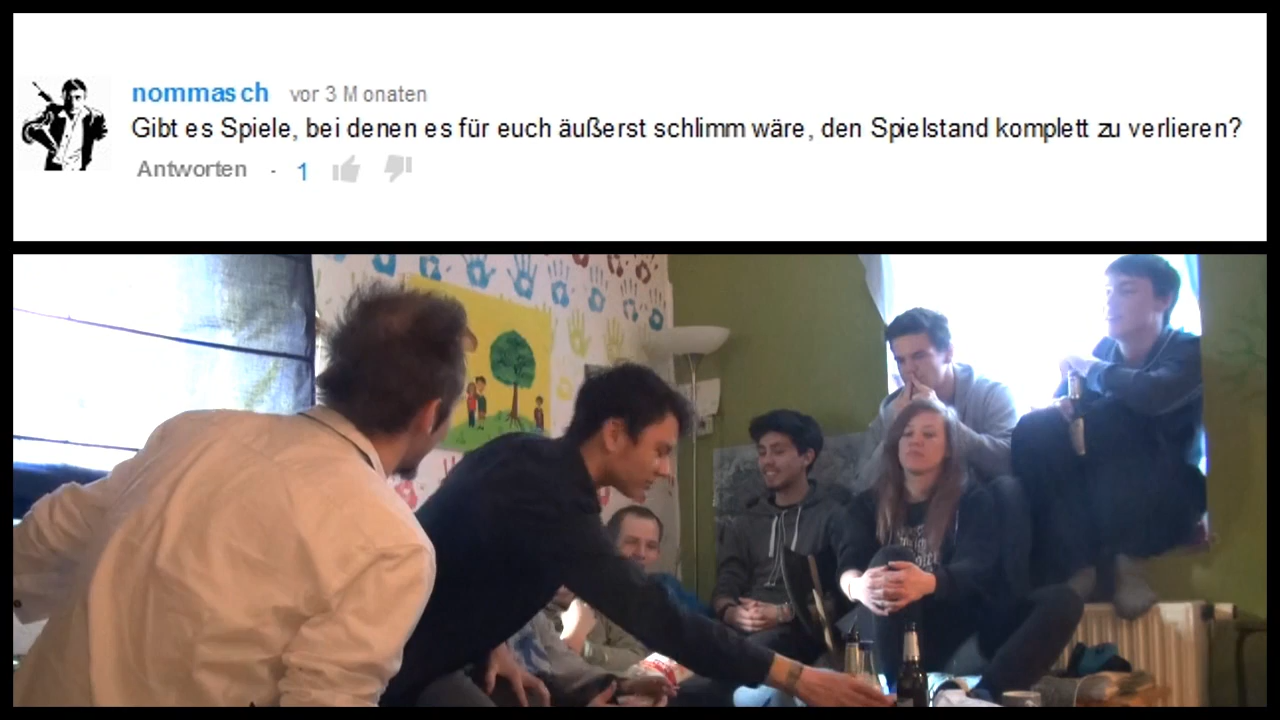 nommasch vor 3 Monaten
Gibt es Spiele, bei denen es für euch äußerst schlimm wäre, den Spielstand komplett zu verlieren?
Antworten · 1